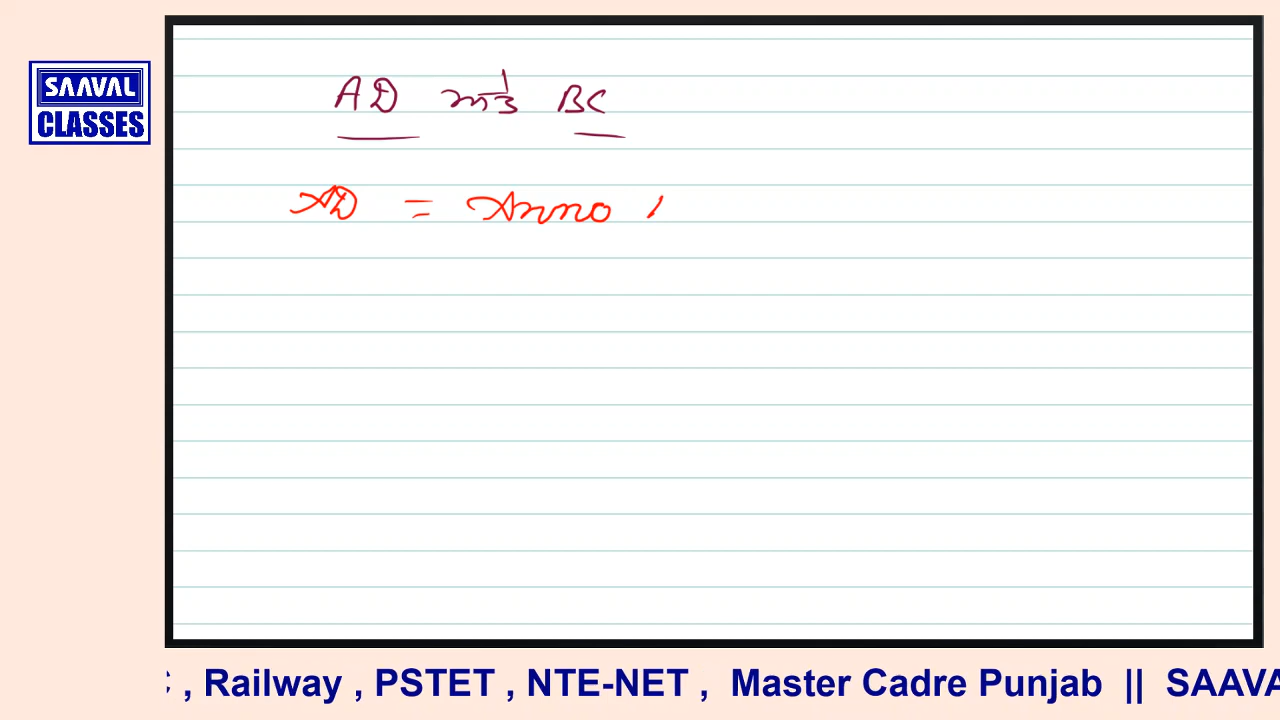 SAAVAL
CLASSES
AD ਅਤੇ BC
AD = Anno
, Railway , PSTET , NTE-NET , Master Cadre Punjab || SAAVA